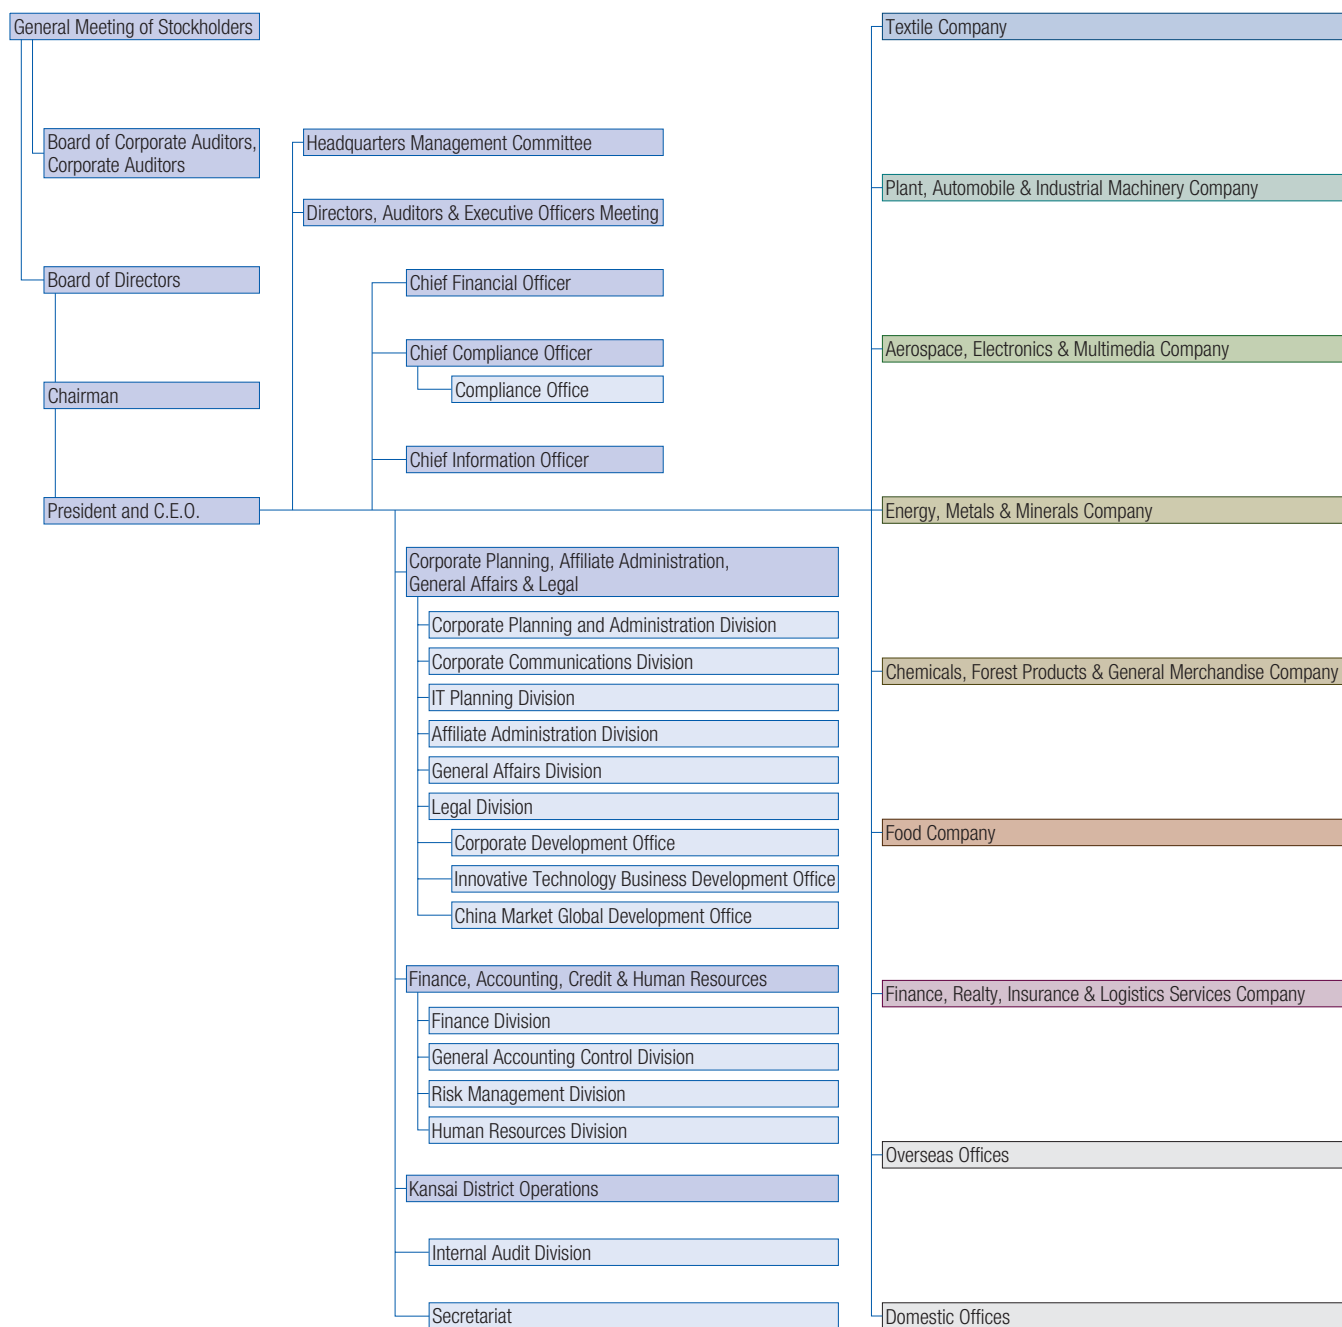 General Meeting of Stockholders
Board of Corporate Auditors,
Corporate Auditors
Board of Directors
Chairman
President and C.E.O.
Headquarters Management Committee
Directors, Auditors & Executive Officers Meeting
Chief Financial Officer
Chief Compliance Officer
Compliance Office
Chief Information Officer
Corporate Planning, Affiliate Administration,
General Affairs & Legal
Corporate Planning and Administration Division
Corporate Communications Division
IT Planning Division
Affiliate Administration Division
General Affairs Division
Legal Division
Corporate Development Office
Innovative Technology Business Development Office
China Market Global Development Office
Finance, Accounting, Credit & Human Resources
Finance Division
General Accounting Control Division
Risk Management Division
Human Resources Division
Kansai District Operations
Internal Audit Division
Secretariat
Textile Company
Plant, Automobile & Industrial Machinery Company
Aerospace, Electronics & Multimedia Company
Energy, Metals & Minerals Company
Chemicals, Forest Products & General Merchandise Company
Food Company
Finance, Realty, Insurance & Logistics Services Company
Overseas Offices
Domestic Offices